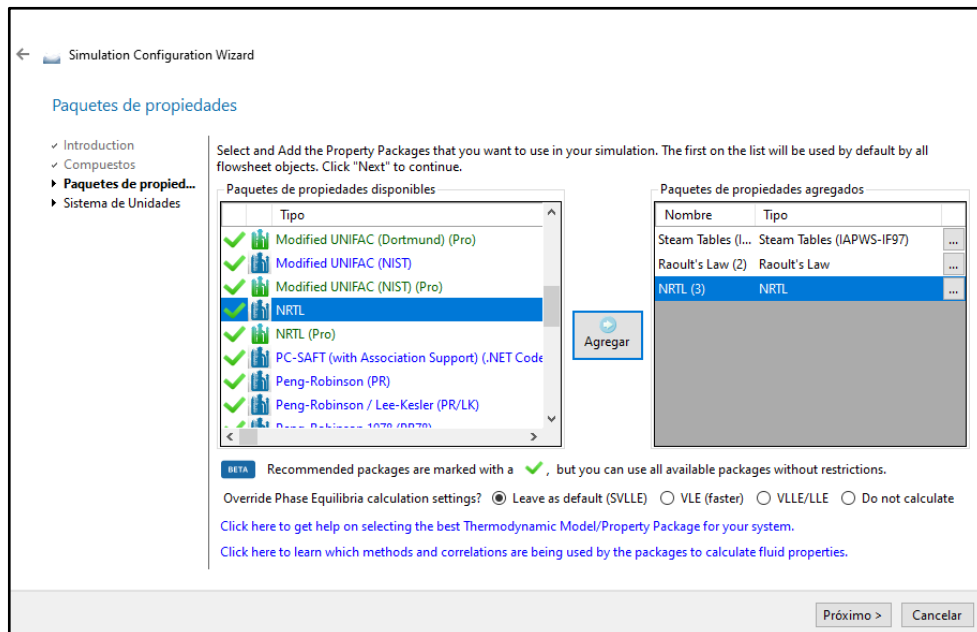 Simulation Configuration Wizard
Paquetes de propiedades
Introduction
Compuestos
Paquetes de propied...
Sistema de Unidades
Select and Add the Property Packages that you want to use in your simulation. The first on the list will be used by default by all
flowsheet objects. Click "Next" to continue.
Paquetes de propiedades disponibles
Tipo
Modified UNIFAC (Dortmund) (Pro)
Modified UNIFAC (NIST)
Modified UNIFAC (NIST) (Pro)
NRTL
NRTL (Pro)
PC-SAFT (with Association Support) (.NET Code
Peng-Robinson (PR)
Peng-Robinson / Lee-Kesler (PR/LK)
Peng-Robinson 1978 (PR78)
Agregar
Paquetes de propiedades agregados
Nombre Tipo
Steam Tables (I... Steam Tables (IAPWS-IF97) ...
Raoult's Law (2) Raoult's Law ...
NRTL (3) NRTL ...
BETA Recommended packages are marked with a , but you can use all available packages without restrictions.
Override Phase Equilibria calculation settings? Leave as default (SVLLE) VLE (faster) VLLE/LLE Do not calculate
Click here to get help on selecting the best Thermodynamic Model/Property Package for your system.
Click here to learn which methods and correlations are being used by the packages to calculate fluid properties.
Próximo > Cancelar